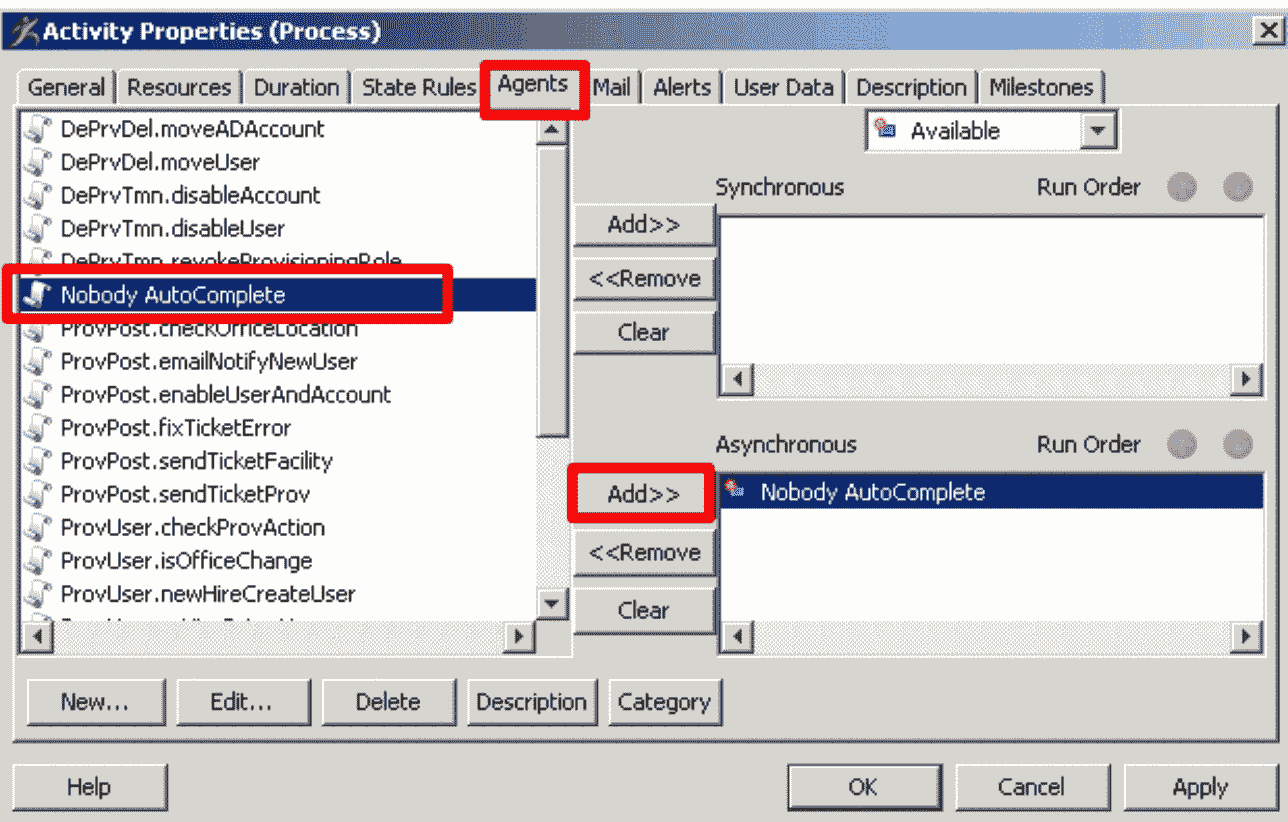 Activity Properties (Process)
General Resources Duration State Rules Agents Mail Alerts User Data Description Milestones
DePrvDel.moveADAccount
DePrvDel.moveUser
DePrvTmn.disableAccount
DePrvTmn.disableUser
DePrvTmn.revokeProvisioningRole
Nobody AutoComplete
ProvPost.checkOfficeLocation
ProvPost.emailNotifyNewUser
ProvPost.enableUserAndAccount
ProvPost.fixTicketError
ProvPost.sendTicketFacility
ProvPost.sendTicketProv
ProvUser.checkProvAction
ProvUser.isOfficeChange
ProvUser.newHireCreateUser
Available
Synchronous Run Order
Add>>
<<Remove
Clear
Asynchronous Run Order
Add>>
<<Remove
Clear
Nobody AutoComplete
New... Edit... Delete Description Category
Help OK Cancel Apply